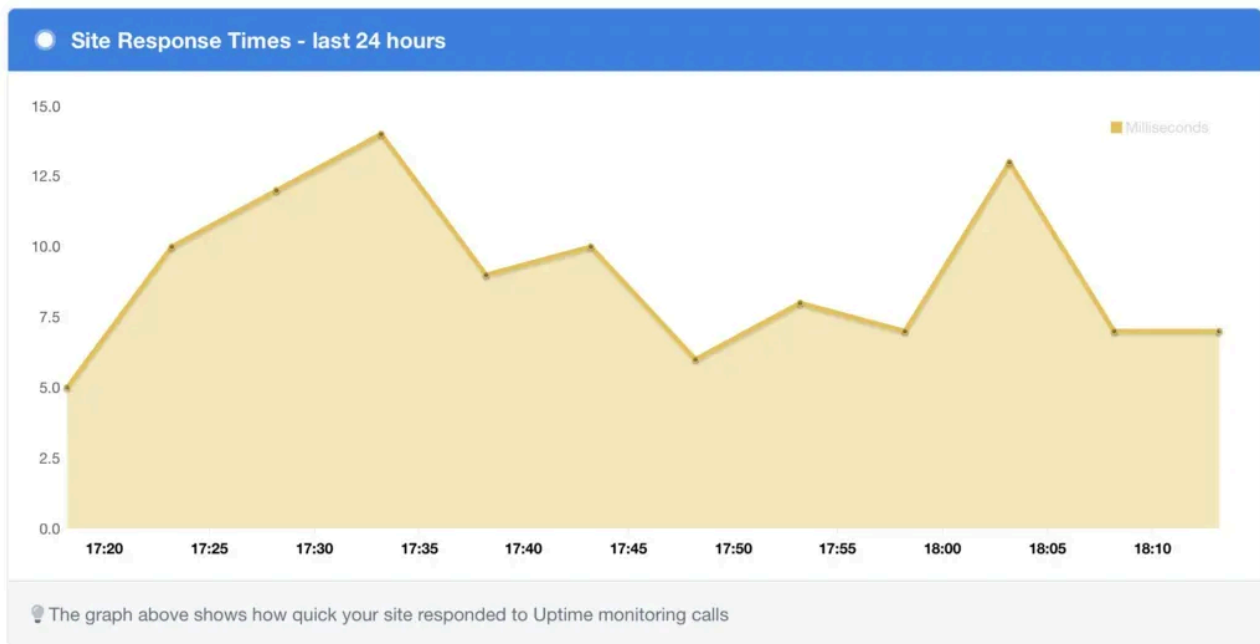 Site Response Times - last 24 hours
15.0
Milliseconds
12.5
10.0
7.5
5.0
2.5
0.0
17:20 17:25 17:30 17:35 17:40 17:45 17:50 17:55 18:00 18:05 18:10
The graph above shows how quick your site responded to Uptime monitoring calls